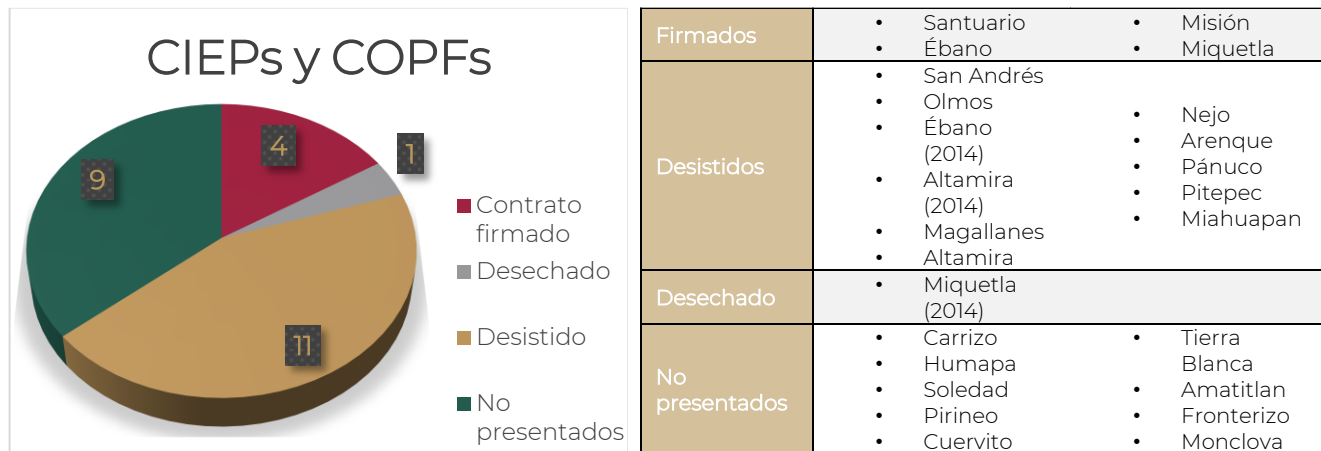 CIEPs y COPFs
4
1
9
11
Contrato
firmado
Desechado
Desistido
No
presentados
Firmados
• Santuario
• Ébano
• Misión
• Miquetla
Desistidos
• San Andrés
• Olmos
• Ébano
(2014)
• Altamira
(2014)
• Magallanes
• Altamira
• Nejo
• Arenque
• Pánuco
• Pitepec
• Miahuapan
Desechado
• Miquetla
(2014)
No
presentados
• Carrizo
• Humapa
• Soledad
• Pirineo
• Cuervito
• Tierra
Blanca
• Amatitlan
• Fronterizo
• Monclova